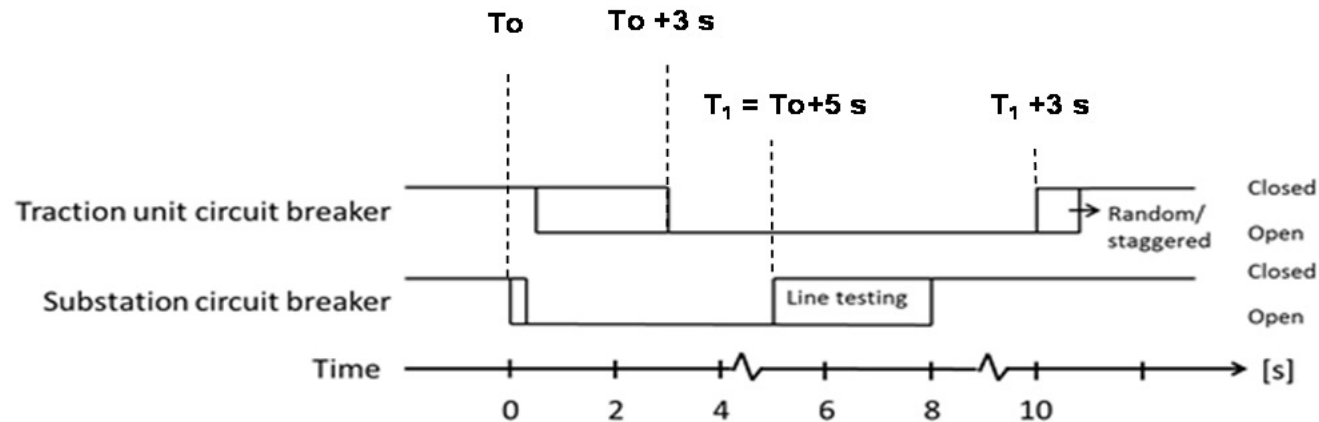 To
To +3 s
T₁ = To+5 s
T₁ +3 s
Traction unit circuit breaker
Closed
Random/
staggered
Open
Substation circuit breaker
Line testing
Closed
Open
Time
[s]
0 2 4 6 8 10